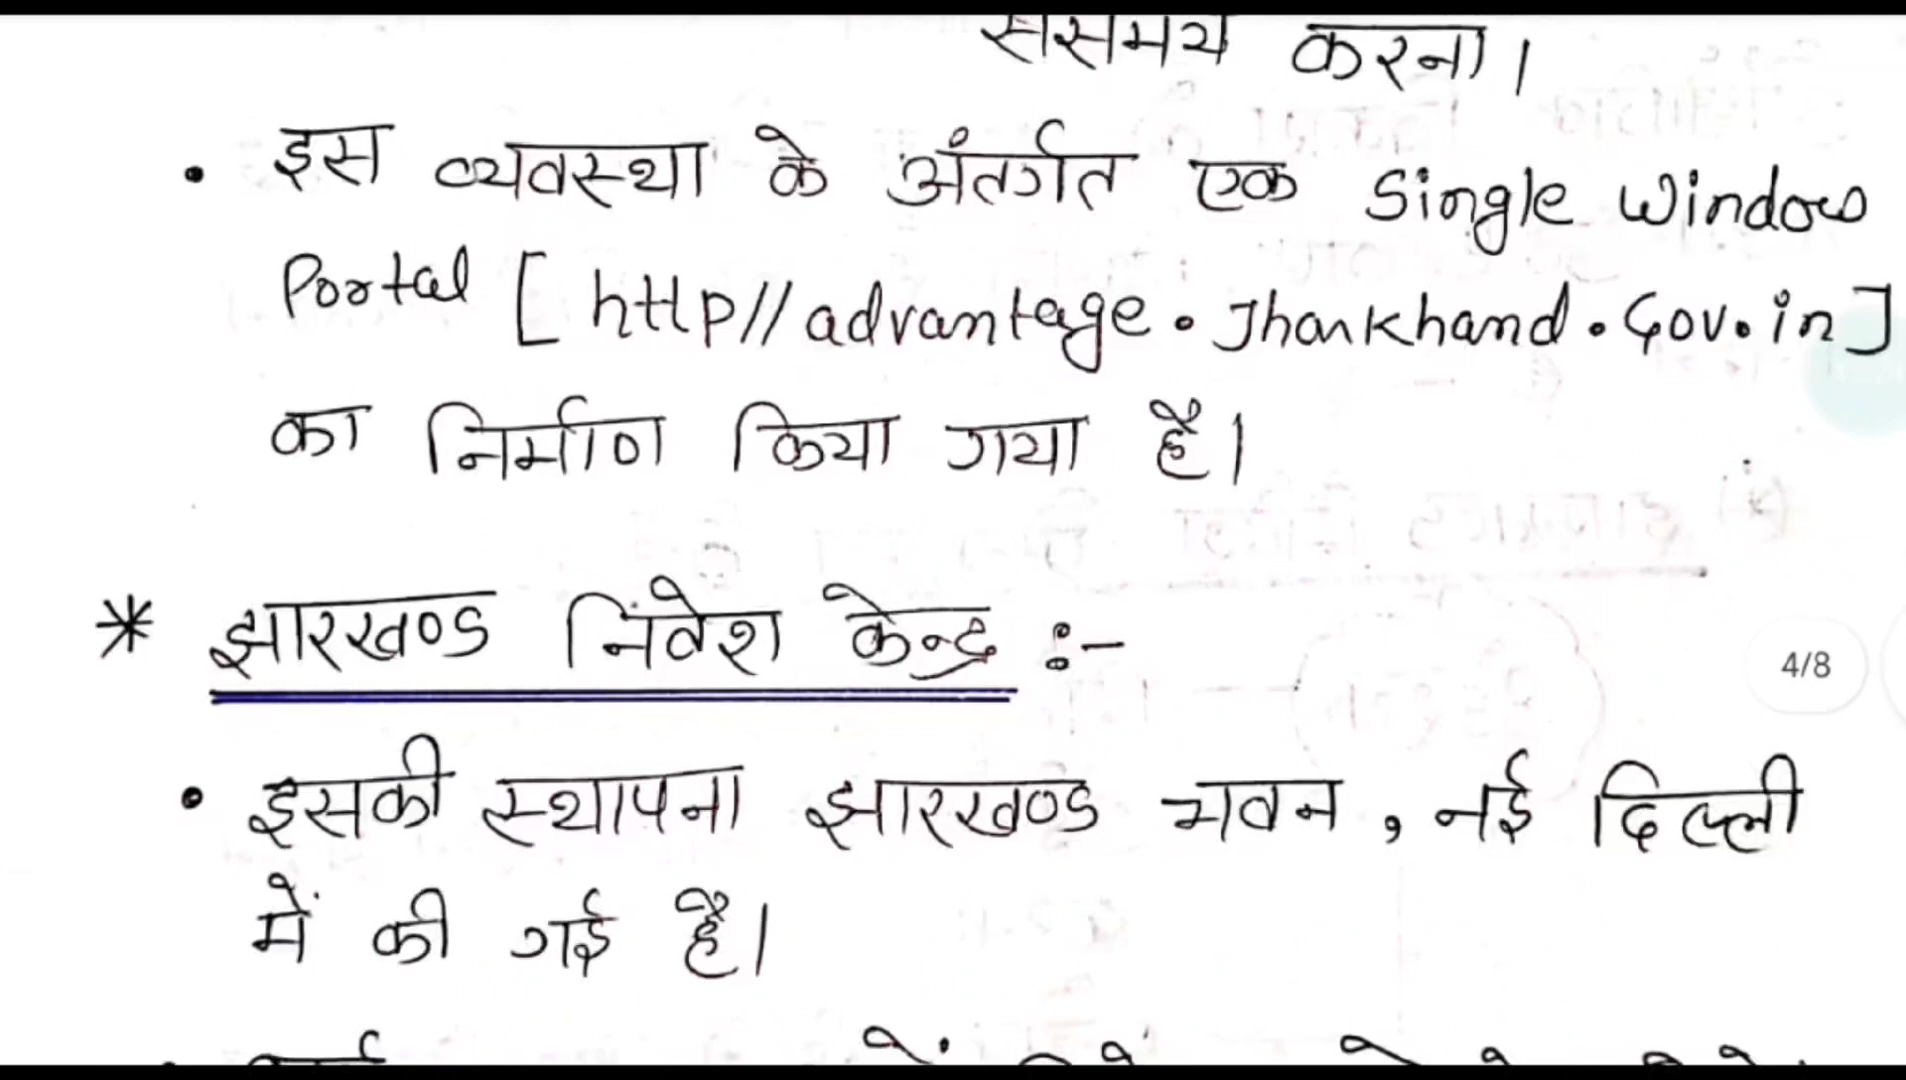 ससमय करना।
• इस व्यवस्था के अंतर्गत एक Single Window
Portal [http//advantage.Jharkhand.Gov.in]
का निर्माण किया गया है।
* झारखण्ड निवेश केन्द्र :-
4/8
• इसकी स्थापना झारखण्ड भवन, नई दिल्ली
में की गई है।